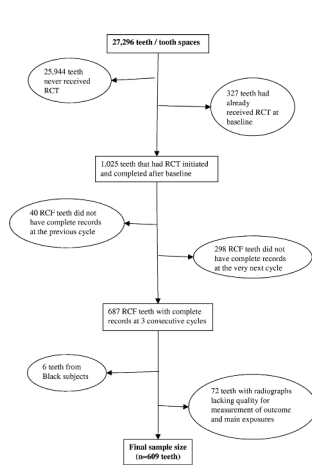 27,296 teeth / tooth spaces
25,944 teeth
never received
RCT
327 teeth had
already
received RCT at
baseline
1,025 teeth that had RCT initiated
and completed after baseline
40 RCF teeth did not
have complete records
at the previous cycle
298 RCF teeth did not
have complete records
at the very next cycle
687 RCF teeth with complete
records at 3 consecutive cycles
6 teeth from
Black subjects
72 teeth with radiographs
lacking quality for
measurement of outcome
and main exposures
Final sample size
(n=609 teeth)